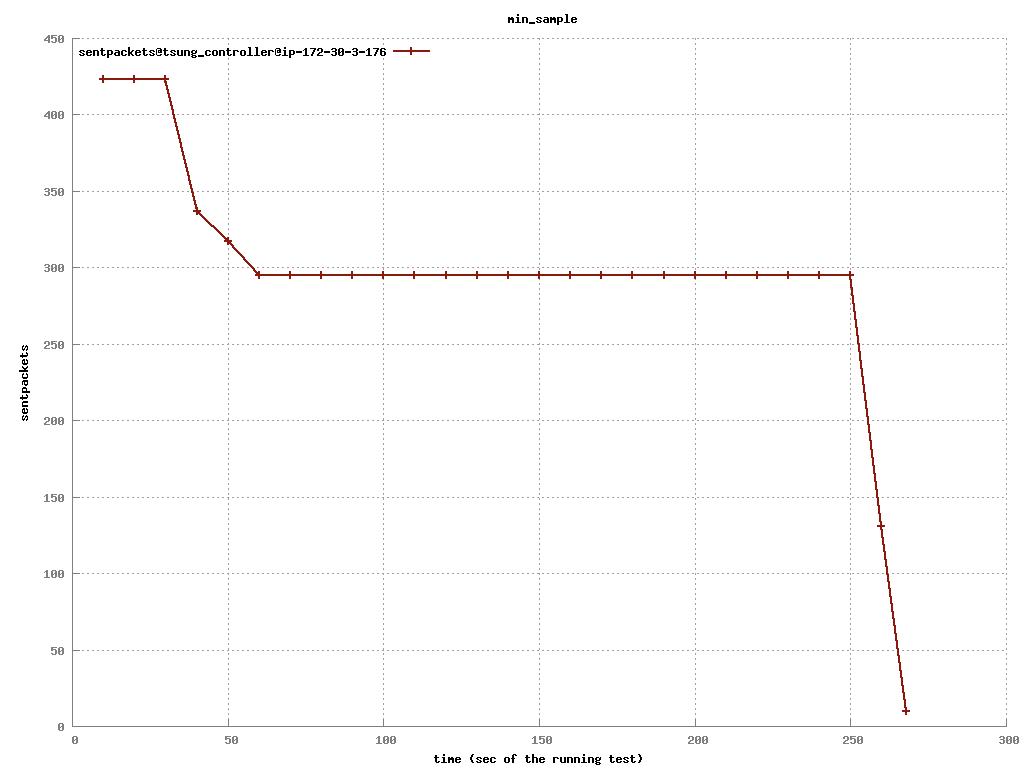 min_sample
450
sentpackets@tsung_controller@ip-172-30-3-176
400
350
300
250
sentpackets
200
150
100
50
0
0 50 100 150 200 250 300
time (sec of the running test)